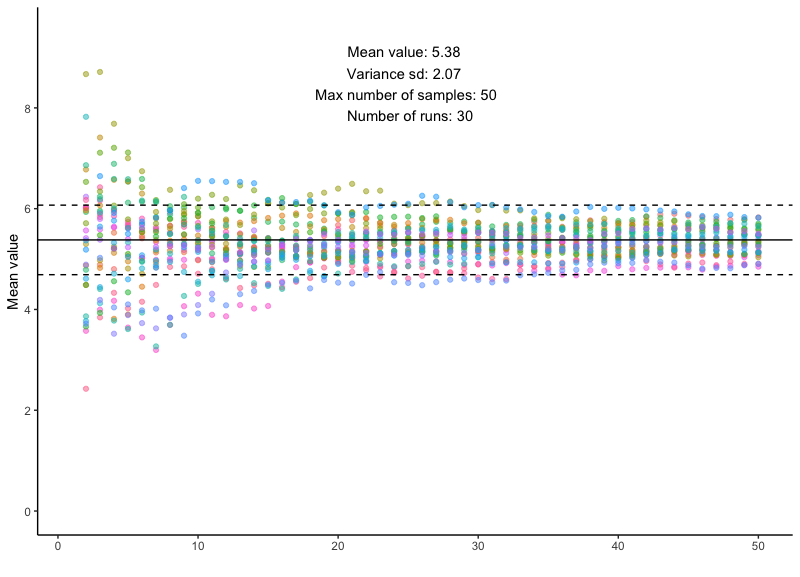 Mean value: 5.38
Variance sd: 2.07
Max number of samples: 50
Number of runs: 30
Mean value
8
6
4
2
0
0 10 20 30 40 50